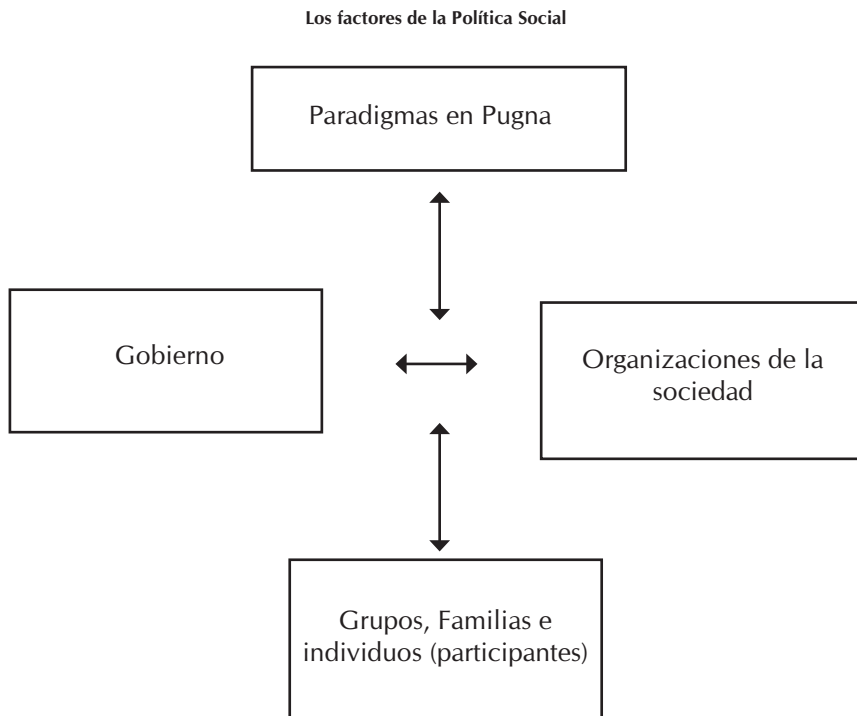 Los factores de la Política Social
Paradigmas en Pugna
Gobierno
Organizaciones de la
sociedad
Grupos, Familias e
individuos (participantes)